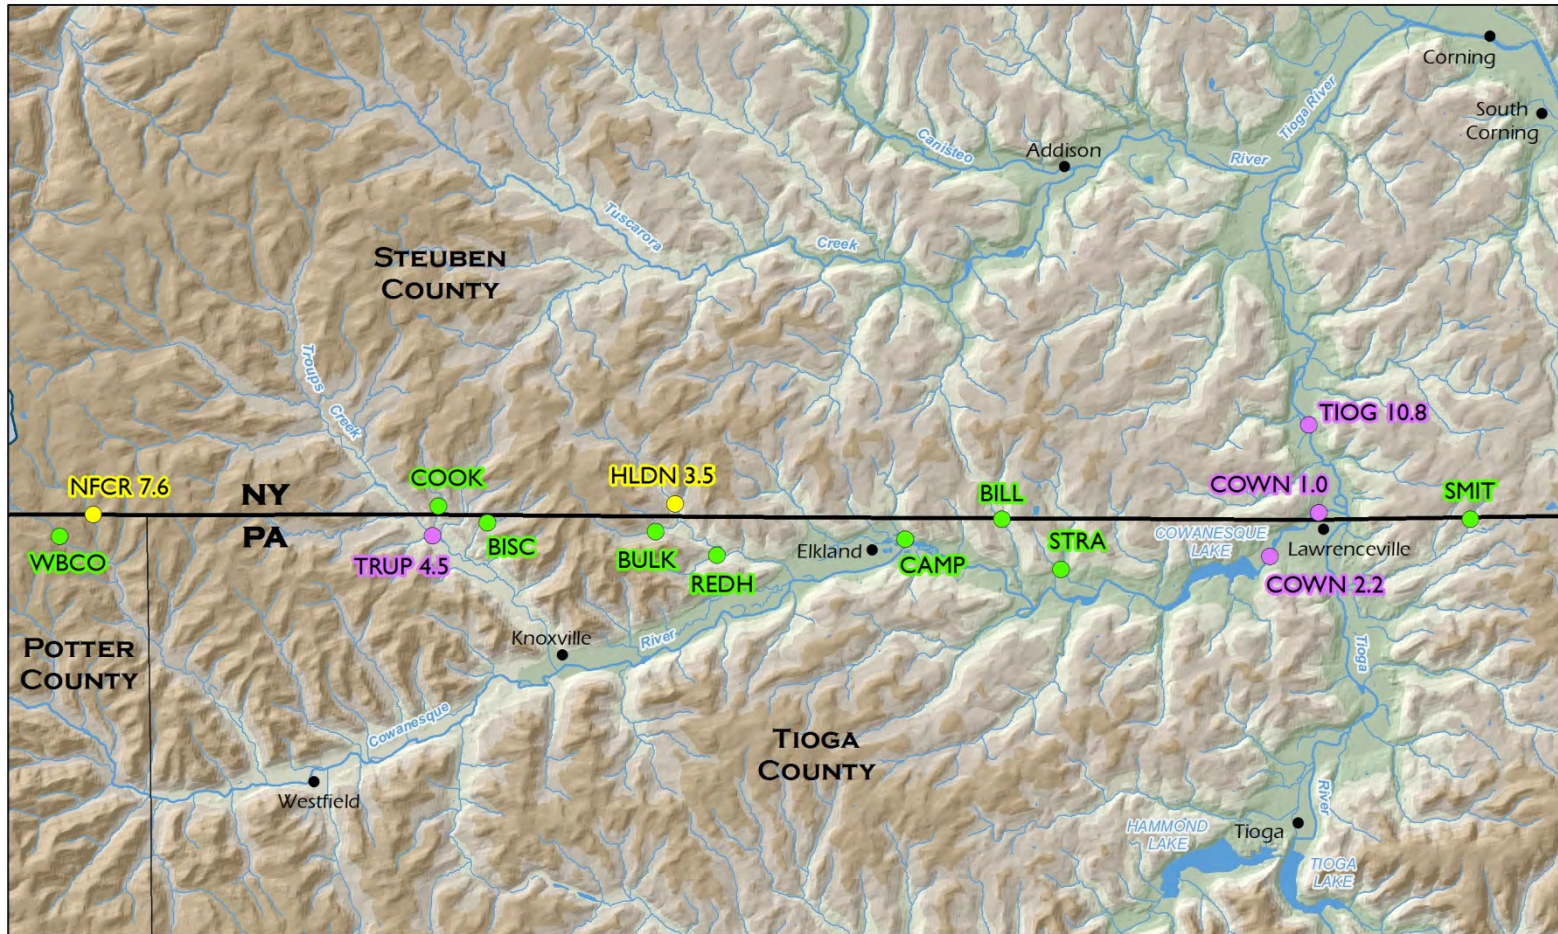 Corning
South
Corning
Tioga River
Canisteo
Addison
River
Tuscarora
Creek
STEUBEN
COUNTY
Troups
Creek
TIOG 10.8
COOK
HLDN 3.5
NFCR 7.6
NY
BILL
COWN 1.0
SMIT
PA
WBCO
TRUP 4.5
BISC
BULK
REDH
Elkland
CAMP
STRA
COWANESQUE
LAKE
Lawrenceville
COWN 2.2
POTTER
COUNTY
Knoxville
River
Tioga
Cowanesque
TIOGA
COUNTY
Westfield
River
HAMMOND
LAKE
Tioga
TIOGA
LAKE